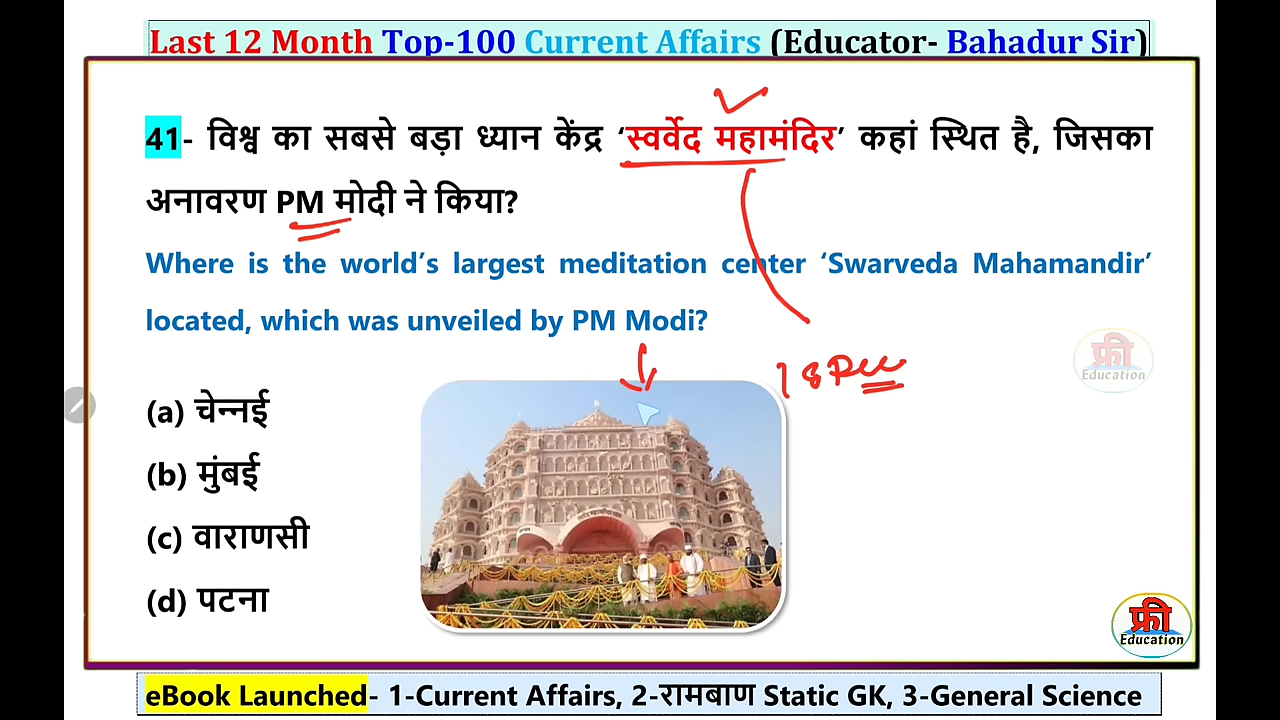 Last 12 Month Top-100 Current Affairs (Educator- Bahadur Sir)
41- विश्व का सबसे बड़ा ध्यान केंद्र ‘स्वर्वेद महामंदिर’ कहां स्थित है, जिसका
अनावरण PM मोदी ने किया?
Where is the world’s largest meditation center ‘Swarveda Mahamandir’
located, which was unveiled by PM Modi?
फ्री
Education
(a) चेन्नई
(b) मुंबई
(c) वाराणसी
(d) पटना
फ्री
Education
eBook Launched- 1-Current Affairs, 2-रामबाण Static GK, 3-General Science